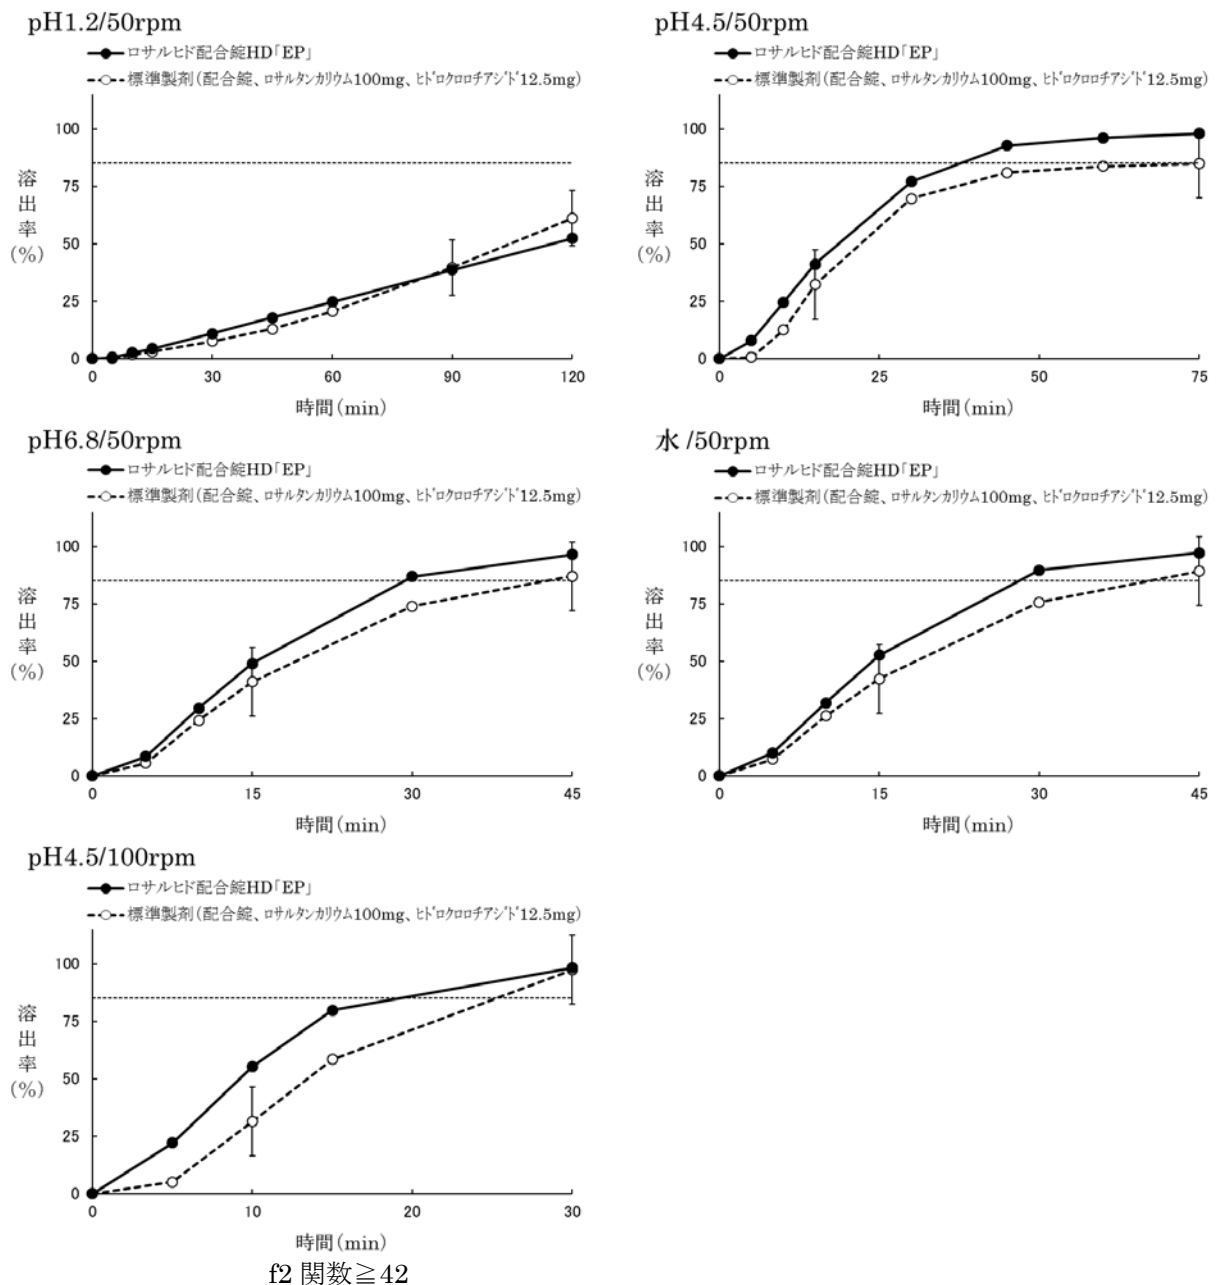 pH1.2/50rpm
ロサルヒド配合錠HD「EP」
標準製剤(配合錠、ロサルタンカリウム100mg、ヒドロクロロチアジド12.5mg)
100
75
50
25
0
溶出率(%)
0 30 60 90 120
時間(min)
pH4.5/50rpm
ロサルヒド配合錠HD「EP」
標準製剤(配合錠、ロサルタンカリウム100mg、ヒドロクロロチアジド12.5mg)
100
75
50
25
0
溶出率(%)
0 25 50 75
時間(min)
pH6.8/50rpm
ロサルヒド配合錠HD「EP」
標準製剤(配合錠、ロサルタンカリウム100mg、ヒドロクロロチアジド12.5mg)
100
75
50
25
0
溶出率(%)
0 15 30 45
時間(min)
水 /50rpm
ロサルヒド配合錠HD「EP」
標準製剤(配合錠、ロサルタンカリウム100mg、ヒドロクロロチアジド12.5mg)
100
75
50
25
0
溶出率(%)
0 15 30 45
時間(min)
pH4.5/100rpm
ロサルヒド配合錠HD「EP」
標準製剤(配合錠、ロサルタンカリウム100mg、ヒドロクロロチアジド12.5mg)
100
75
50
25
0
溶出率(%)
0 10 20 30
時間(min)
f2 関数≧42